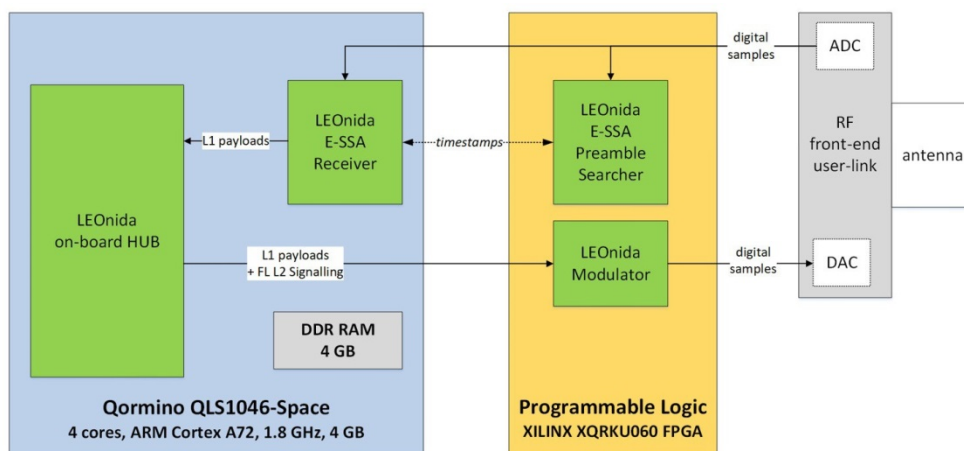 digital
samples
ADC
LEOnida
E-SSA
Receiver
LEOnida
E-SSA
Preamble
Searcher
L1 payloads
timestamps
RF
front-end
user-link
antenna
LEOnida
on-board HUB
L1 payloads
+ FL L2 Signalling
LEOnida
Modulator
digital
samples
DAC
DDR RAM
4 GB
Qormino QLS1046-Space
4 cores, ARM Cortex A72, 1.8 GHz, 4 GB
Programmable Logic
XILINX XQRKU060 FPGA